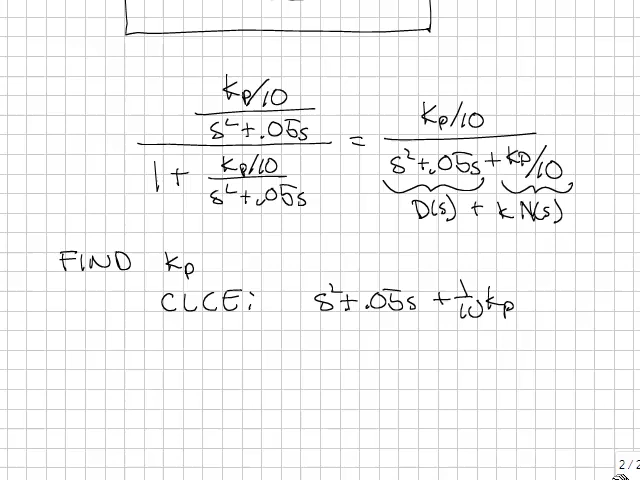 kp/10
s²+.05s
1 + kp/10
s²+.05s
= kp/10
s²+.05s+kp/10
D(s) + kN(s)
FIND kp
CLCE: s²+.05s + 1/10 kp
2/2